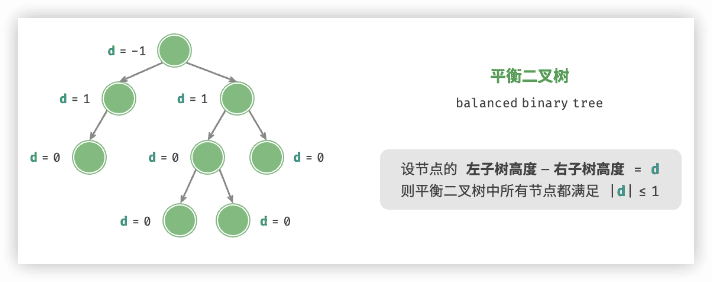 d = -1
d = 1
d = 1
d = 0
d = 0
d = 0
d = 0
d = 0
平衡二叉树
balanced binary tree
设节点的 左子树高度 – 右子树高度 = d
则平衡二叉树中所有节点都满足 |d| ≤ 1